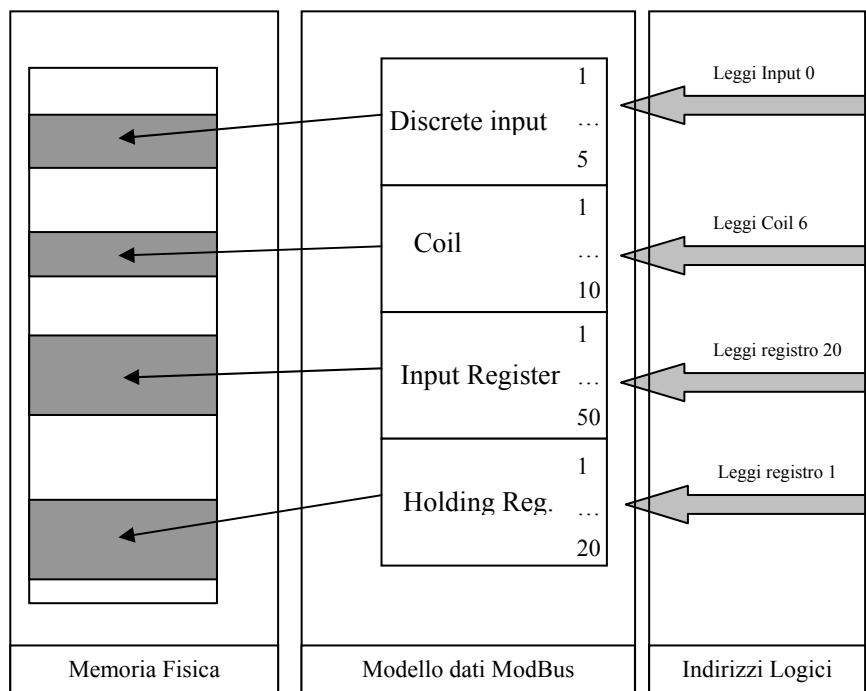 1
Leggi Input 0
Discrete input
…
5
1
Leggi Coil 6
Coil
…
10
1
Leggi registro 20
Input Register
…
50
1
Leggi registro 1
Holding Reg.
…
20
Memoria Fisica
Modello dati ModBus
Indirizzi Logici